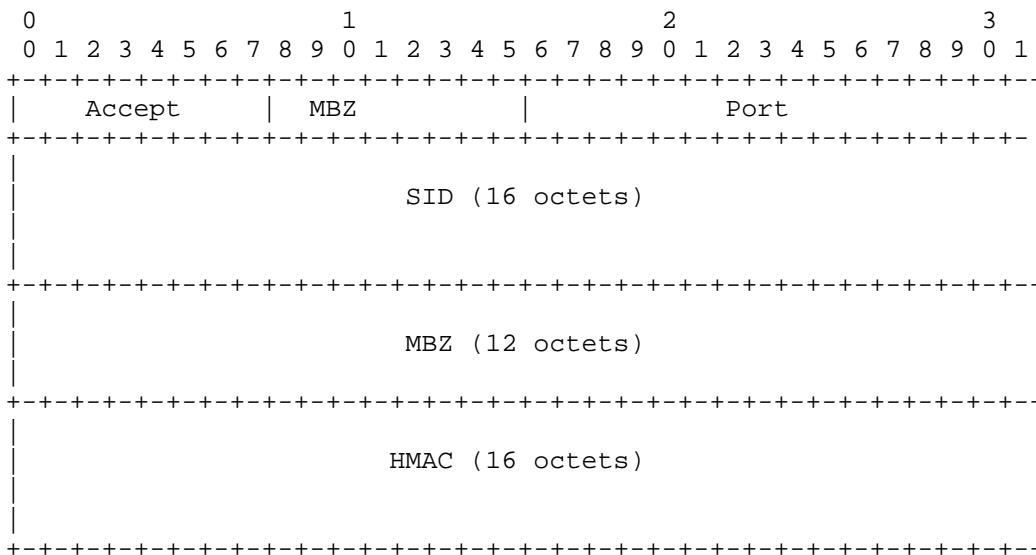 0                   1                   2                   3
0 1 2 3 4 5 6 7 8 9 0 1 2 3 4 5 6 7 8 9 0 1 2 3 4 5 6 7 8 9 0 1
+-+-+-+-+-+-+-+-+-+-+-+-+-+-+-+-+-+-+-+-+-+-+-+-+-+-+-+-+-+-+-+--
|    Accept     |  MBZ          |            Port
+-+-+-+-+-+-+-+-+-+-+-+-+-+-+-+-+-+-+-+-+-+-+-+-+-+-+-+-+-+-+-+-
|
|                        SID (16 octets)
|
|
+-+-+-+-+-+-+-+-+-+-+-+-+-+-+-+-+-+-+-+-+-+-+-+-+-+-+-+-+-+-+-+--
|
|                        MBZ (12 octets)
|
+-+-+-+-+-+-+-+-+-+-+-+-+-+-+-+-+-+-+-+-+-+-+-+-+-+-+-+-+-+-+-+--
|
|                       HMAC (16 octets)
|
|
+-+-+-+-+-+-+-+-+-+-+-+-+-+-+-+-+-+-+-+-+-+-+-+-+-+-+-+-+-+-+-+--